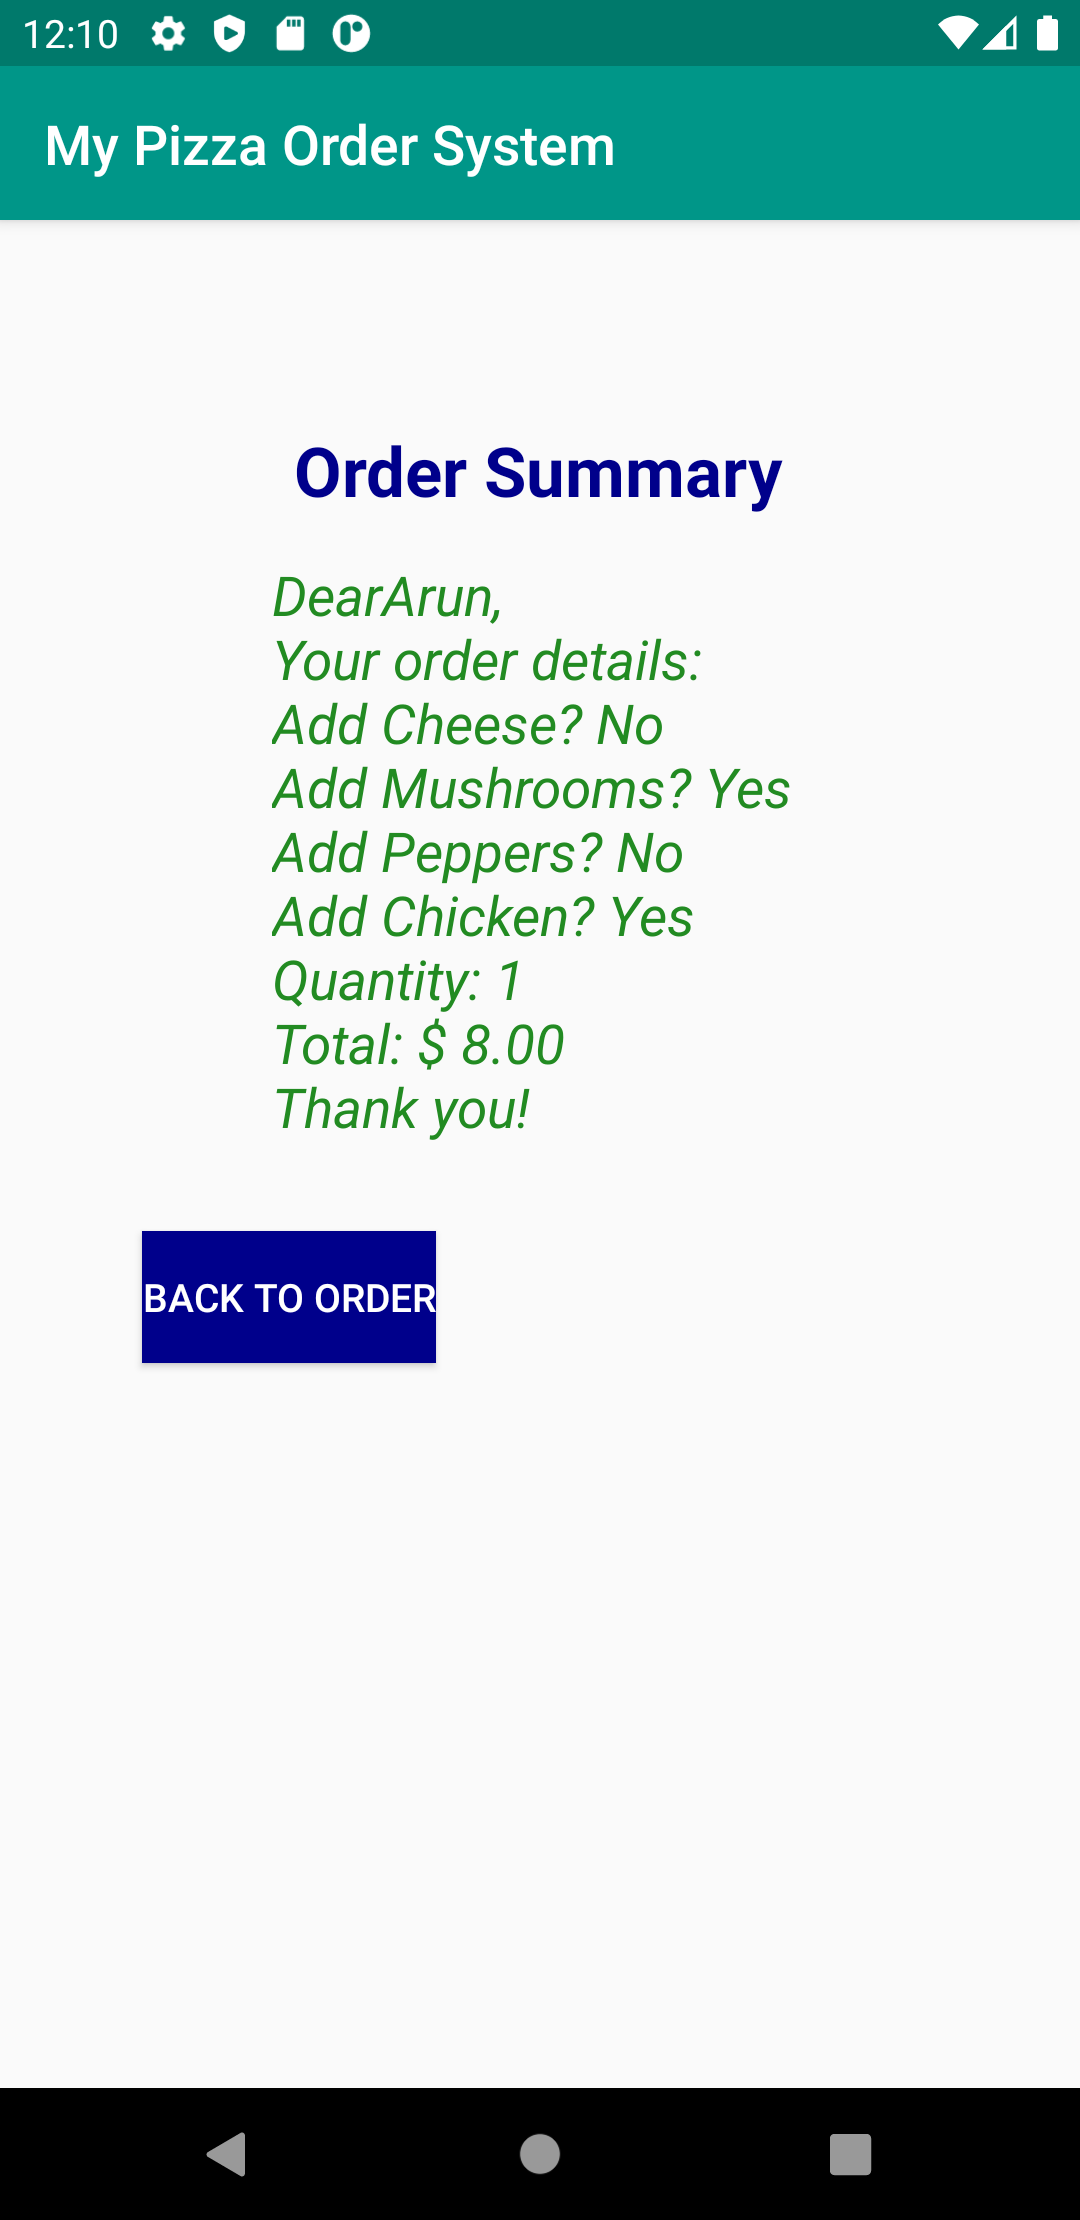 12:10
My Pizza Order System
Order Summary
DearArun,
Your order details:
Add Cheese? No
Add Mushrooms? Yes
Add Peppers? No
Add Chicken? Yes
Quantity: 1
Total: $ 8.00
Thank you!
BACK TO ORDER